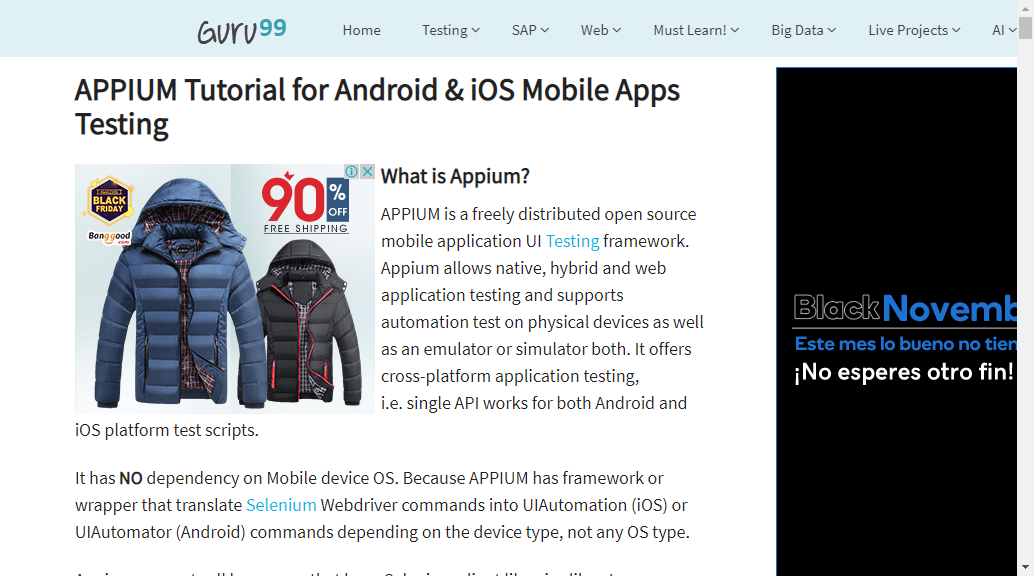 Guru99
Home Testing SAP Web Must Learn! Big Data Live Projects AI
APPIUM Tutorial for Android & iOS Mobile Apps
Testing
BLACK
FRIDAY
Banggood
.com
90% OFF
FREE SHIPPING
What is Appium?
APPIUM is a freely distributed open source
mobile application UI Testing framework.
Appium allows native, hybrid and web
application testing and supports
automation test on physical devices as well
as an emulator or simulator both. It offers
cross-platform application testing,
i.e. single API works for both Android and
iOS platform test scripts.
It has NO dependency on Mobile device OS. Because APPIUM has framework or
wrapper that translate Selenium Webdriver commands into UIAutomation (iOS) or
UIAutomator (Android) commands depending on the device type, not any OS type.
Black Novemb
Este mes lo bueno no tien
¡No esperes otro fin!